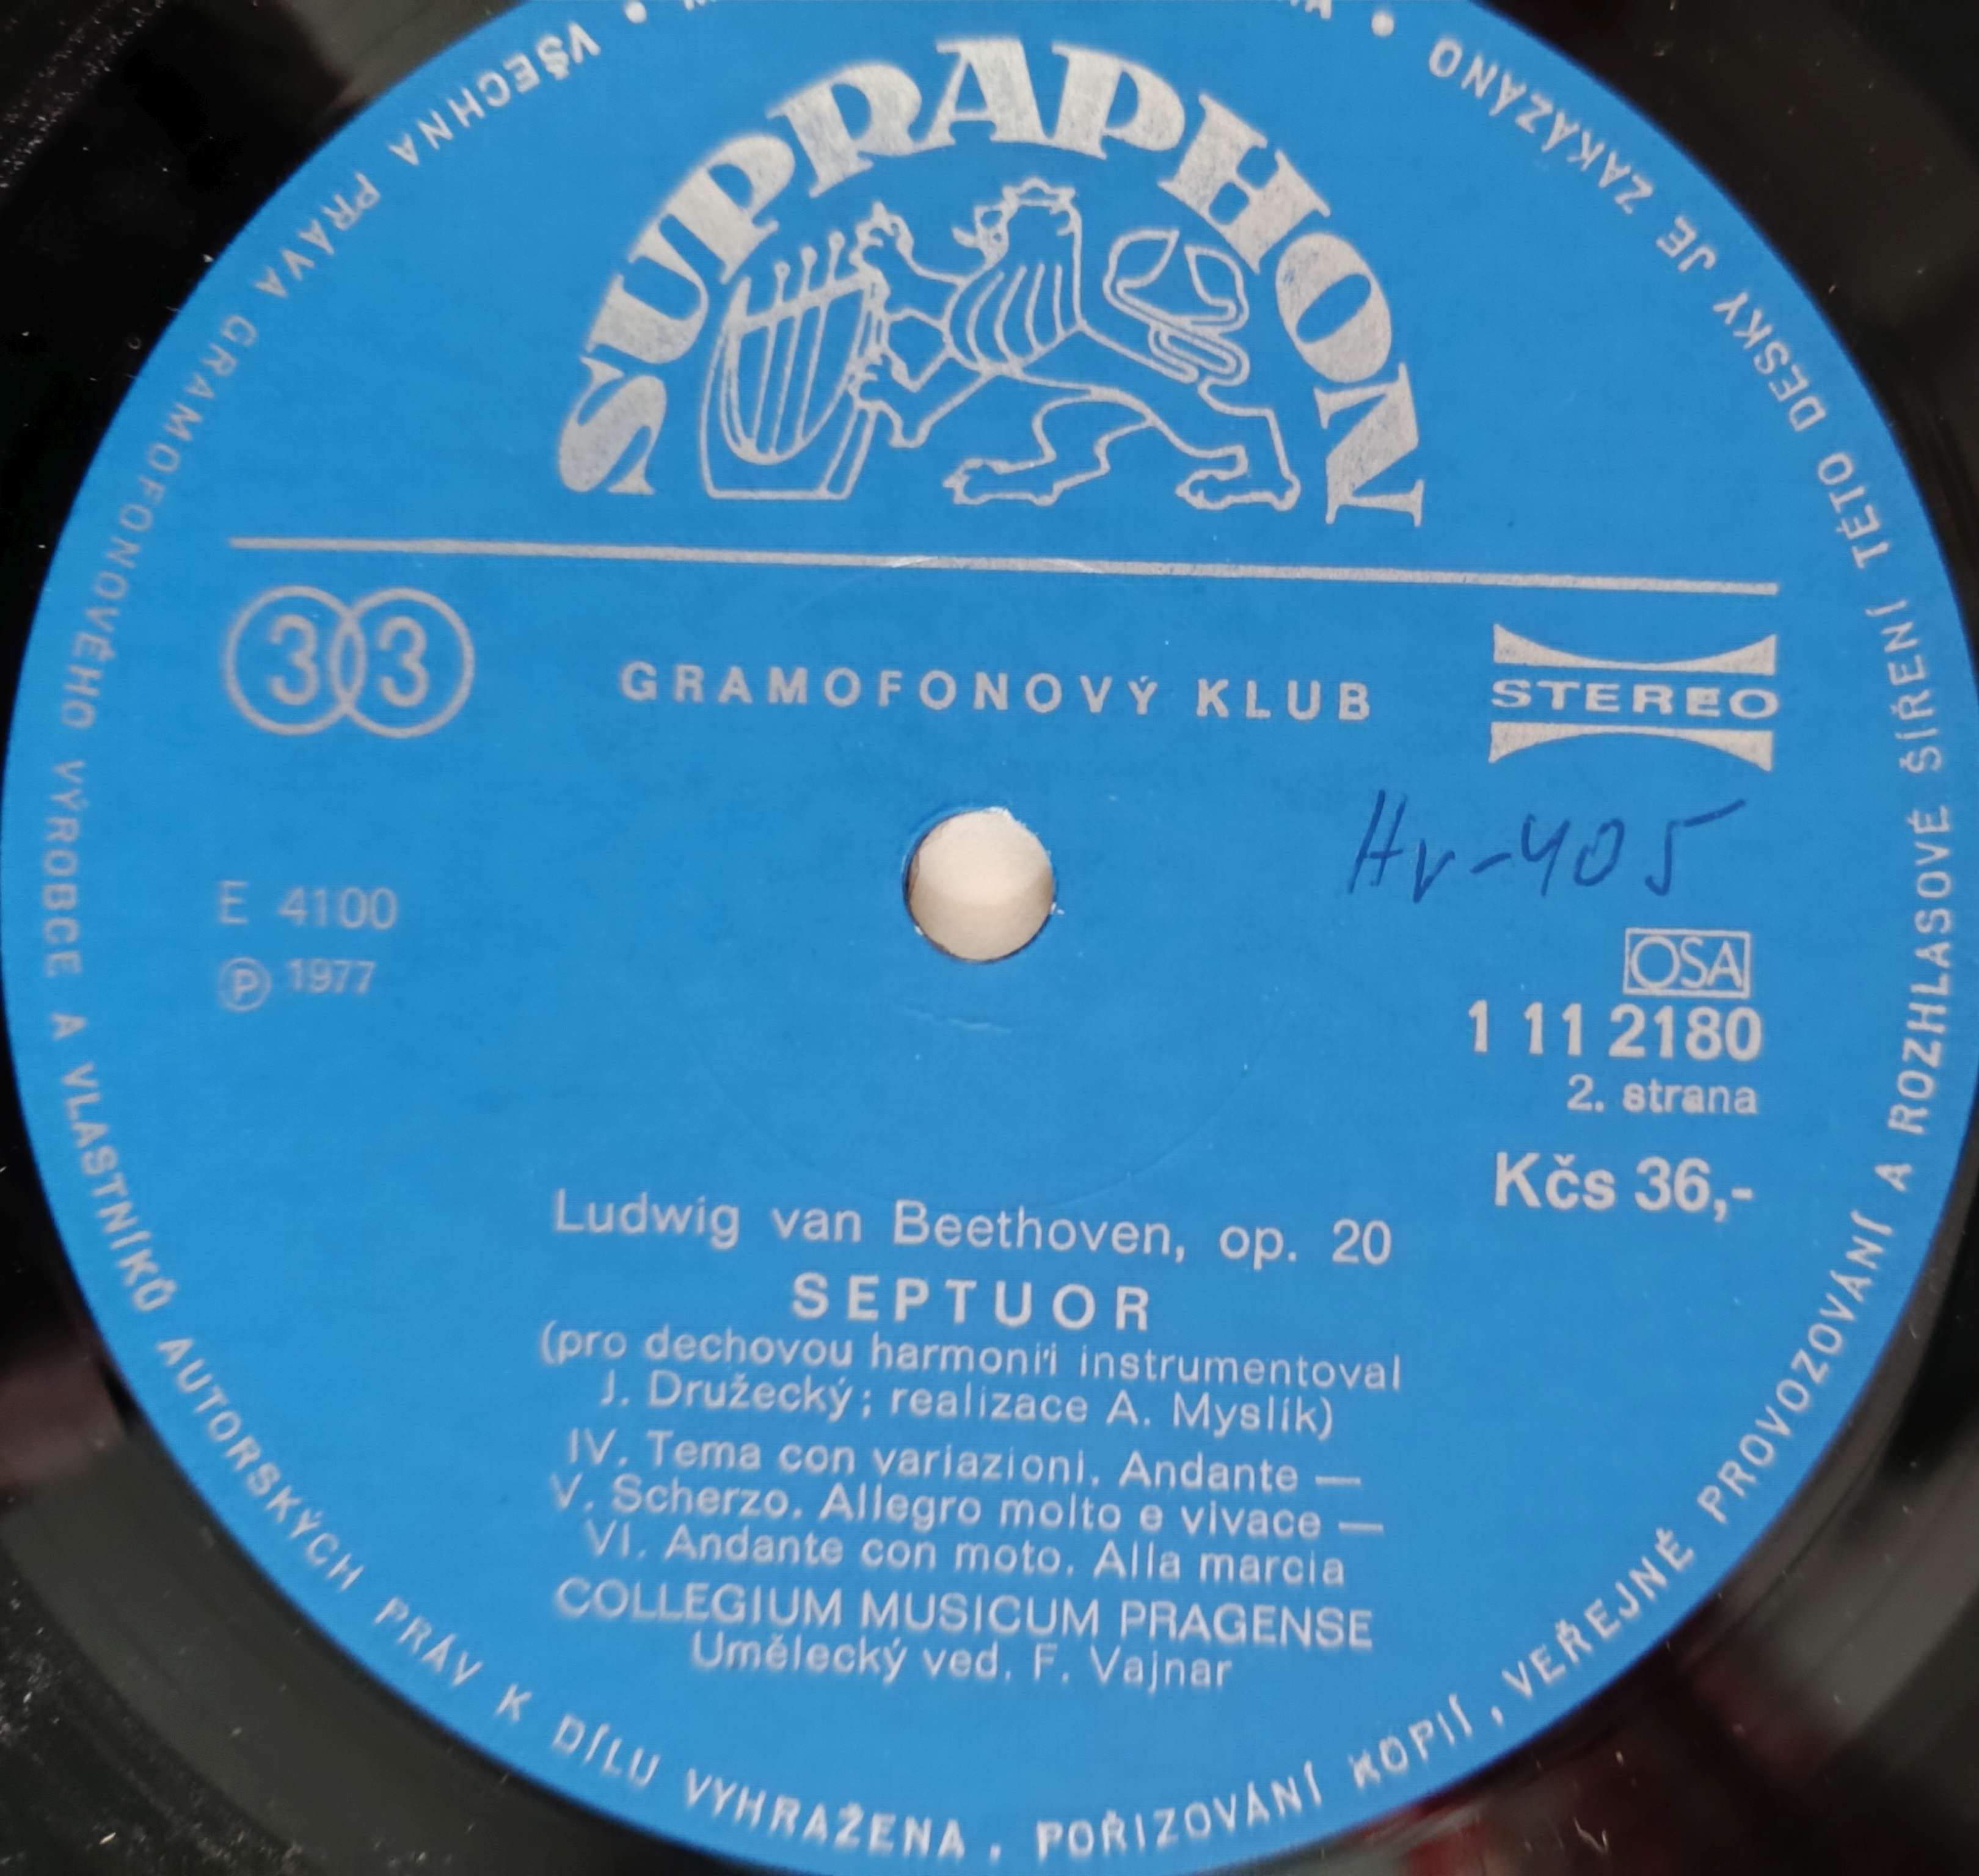 SUPRAPHON
33
GRAMOFONOVÝ KLUB
STEREO
Hv-405
E 4100
Ⓟ 1977
OSA
1 11 2180
2. strana
Kčs 36,-
Ludwig van Beethoven, op. 20
SEPTUOR
(pro dechovou harmonii instrumentoval
J. Družecký; realizace A. Myslík)
IV. Tema con variazioni. Andante —
V. Scherzo. Allegro molto e vivace —
VI. Andante con moto. Alla marcia
COLLEGIUM MUSICUM PRAGENSE
Umělecký ved. F. Vajnar
VŠECHNA PRÁVA GRAMOFONOVÉHO VÝROBCE A VLASTNÍKŮ AUTORSKÝCH PRÁV K DÍLU VYHRAŽENA. POŘIZOVÁNÍ KOPIÍ, VEŘEJNÉ PROVOZOVÁNÍ A ROZHLASOVÉ ŠÍŘENÍ TÉTO DESKY JE ZAKÁZÁNO